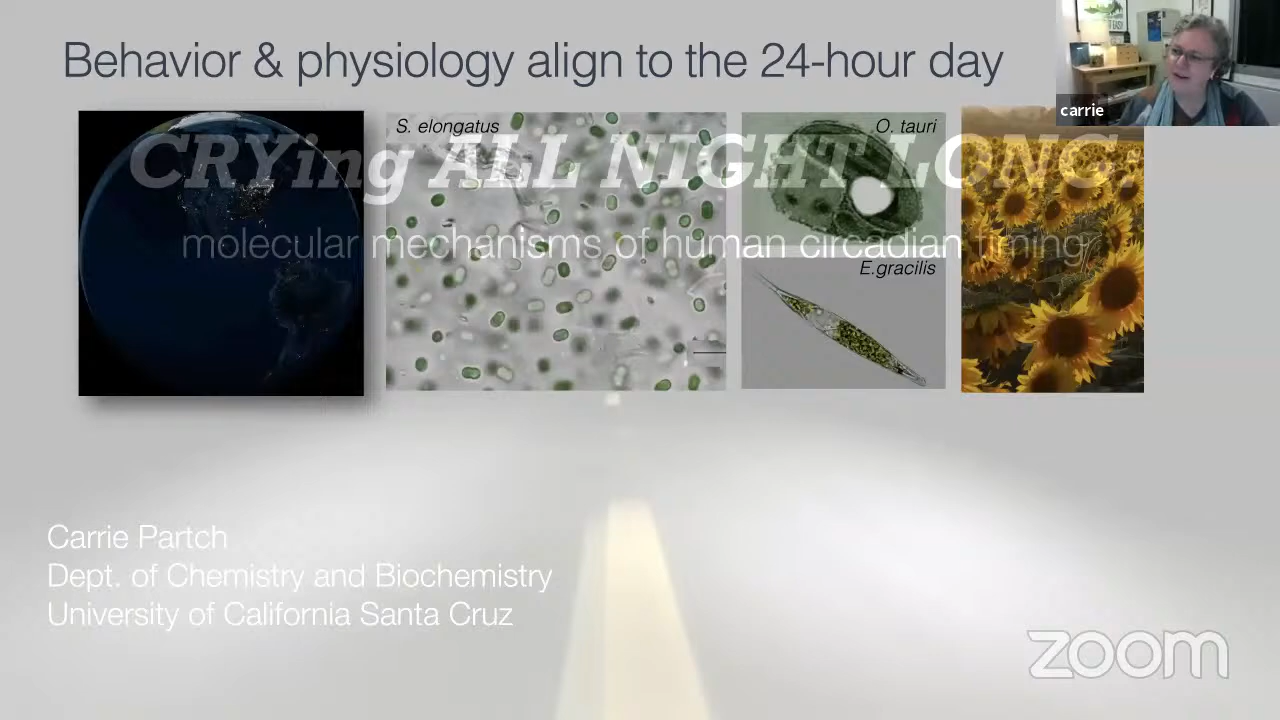 Behavior & physiology align to the 24-hour day
carrie
S. elongatus
O. tauri
CRYing ALL NIGHT LONG:
molecular mechanisms of human circadian timing
E.gracilis
Carrie Partch
Dept. of Chemistry and Biochemistry
University of California Santa Cruz
zoom